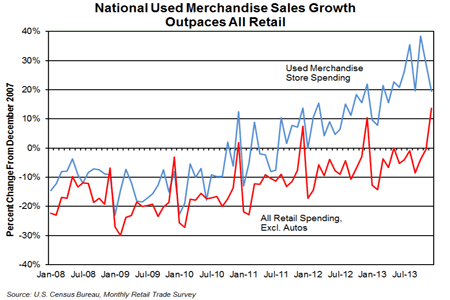 National Used Merchandise Sales Growth
Outpaces All Retail
Percent Change From December 2007
40%
30%
20%
10%
0%
-10%
-20%
-30%
-40%
Used Merchandise
Store Spending
All Retail Spending,
Excl. Autos
Jan-08 Jul-08 Jan-09 Jul-09 Jan-10 Jul-10 Jan-11 Jul-11 Jan-12 Jul-12 Jan-13 Jul-13
Source: U.S. Census Bureau, Monthly Retail Trade Survey